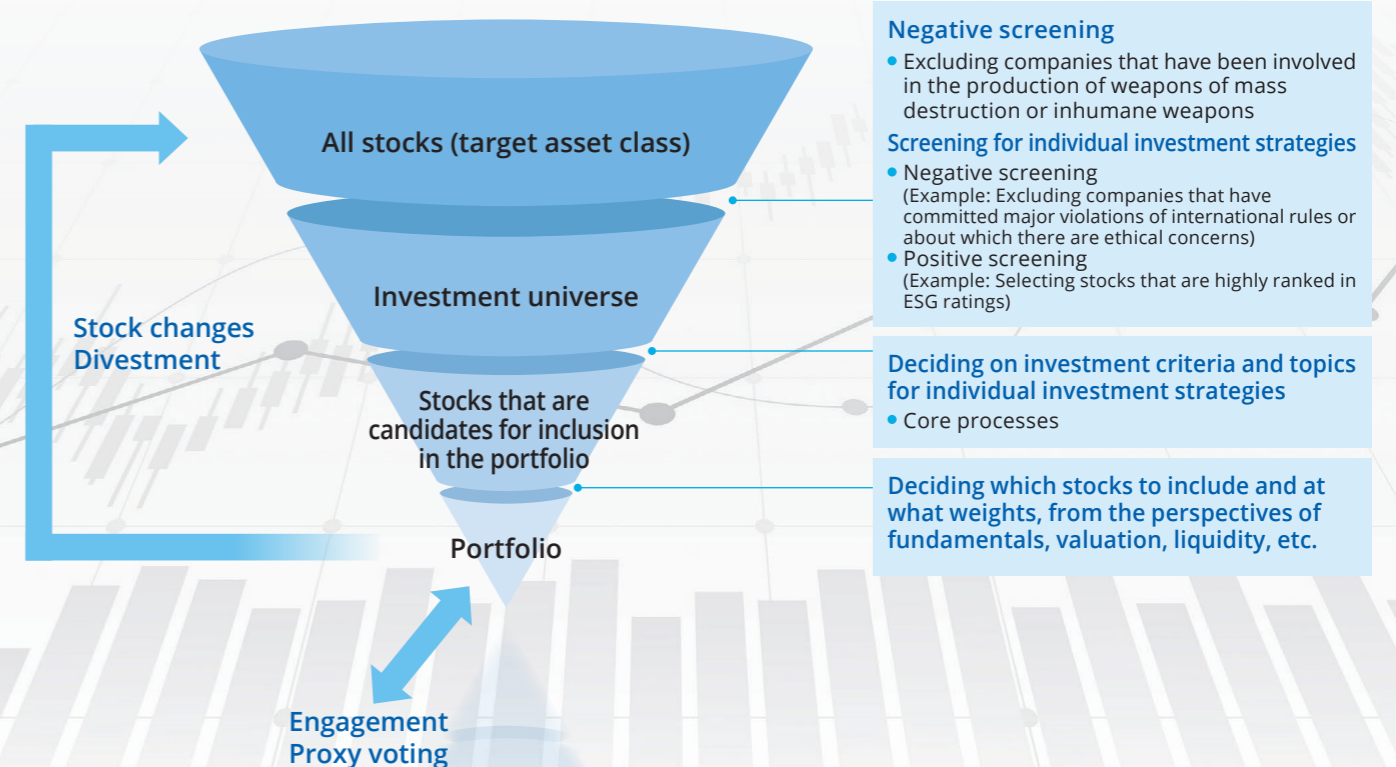 All stocks (target asset class)
Investment universe
Stocks that are
candidates for inclusion
in the portfolio
Portfolio
Stock changes
Divestment
Engagement
Proxy voting
Negative screening
• Excluding companies that have been involved
in the production of weapons of mass
destruction or inhumane weapons
Screening for individual investment strategies
• Negative screening
(Example: Excluding companies that have
committed major violations of international rules or
about which there are ethical concerns)
• Positive screening
(Example: Selecting stocks that are highly ranked in
ESG ratings)
Deciding on investment criteria and topics
for individual investment strategies
• Core processes
Deciding which stocks to include and at
what weights, from the perspectives of
fundamentals, valuation, liquidity, etc.